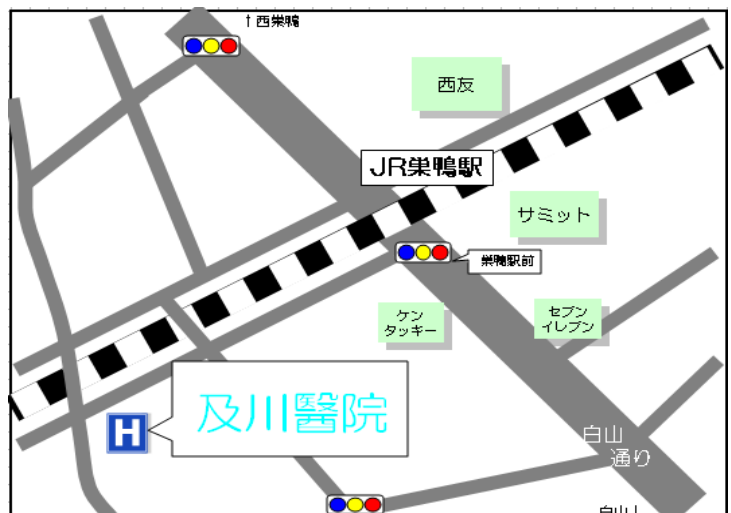 ↑西巣鴨
西友
JR巣鴨駅
サミット
巣鴨駅前
ケン
タッキー
セブン
イレブン
及川醫院
H
白山
通り